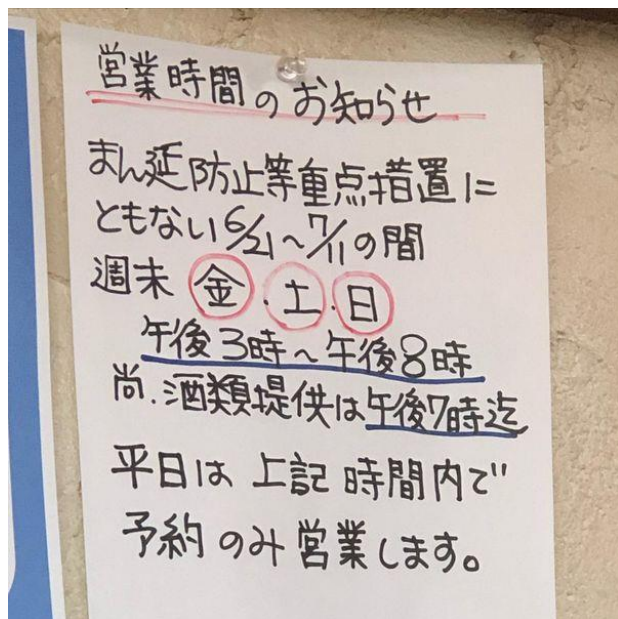 営業時間のお知らせ
まん延防止等重点措置に
ともない6/21〜7/11の間
週末 金.土.日
午後3時〜午後8時
尚.酒類提供は午後7時迄
平日は上記時間内で
予約のみ営業します。